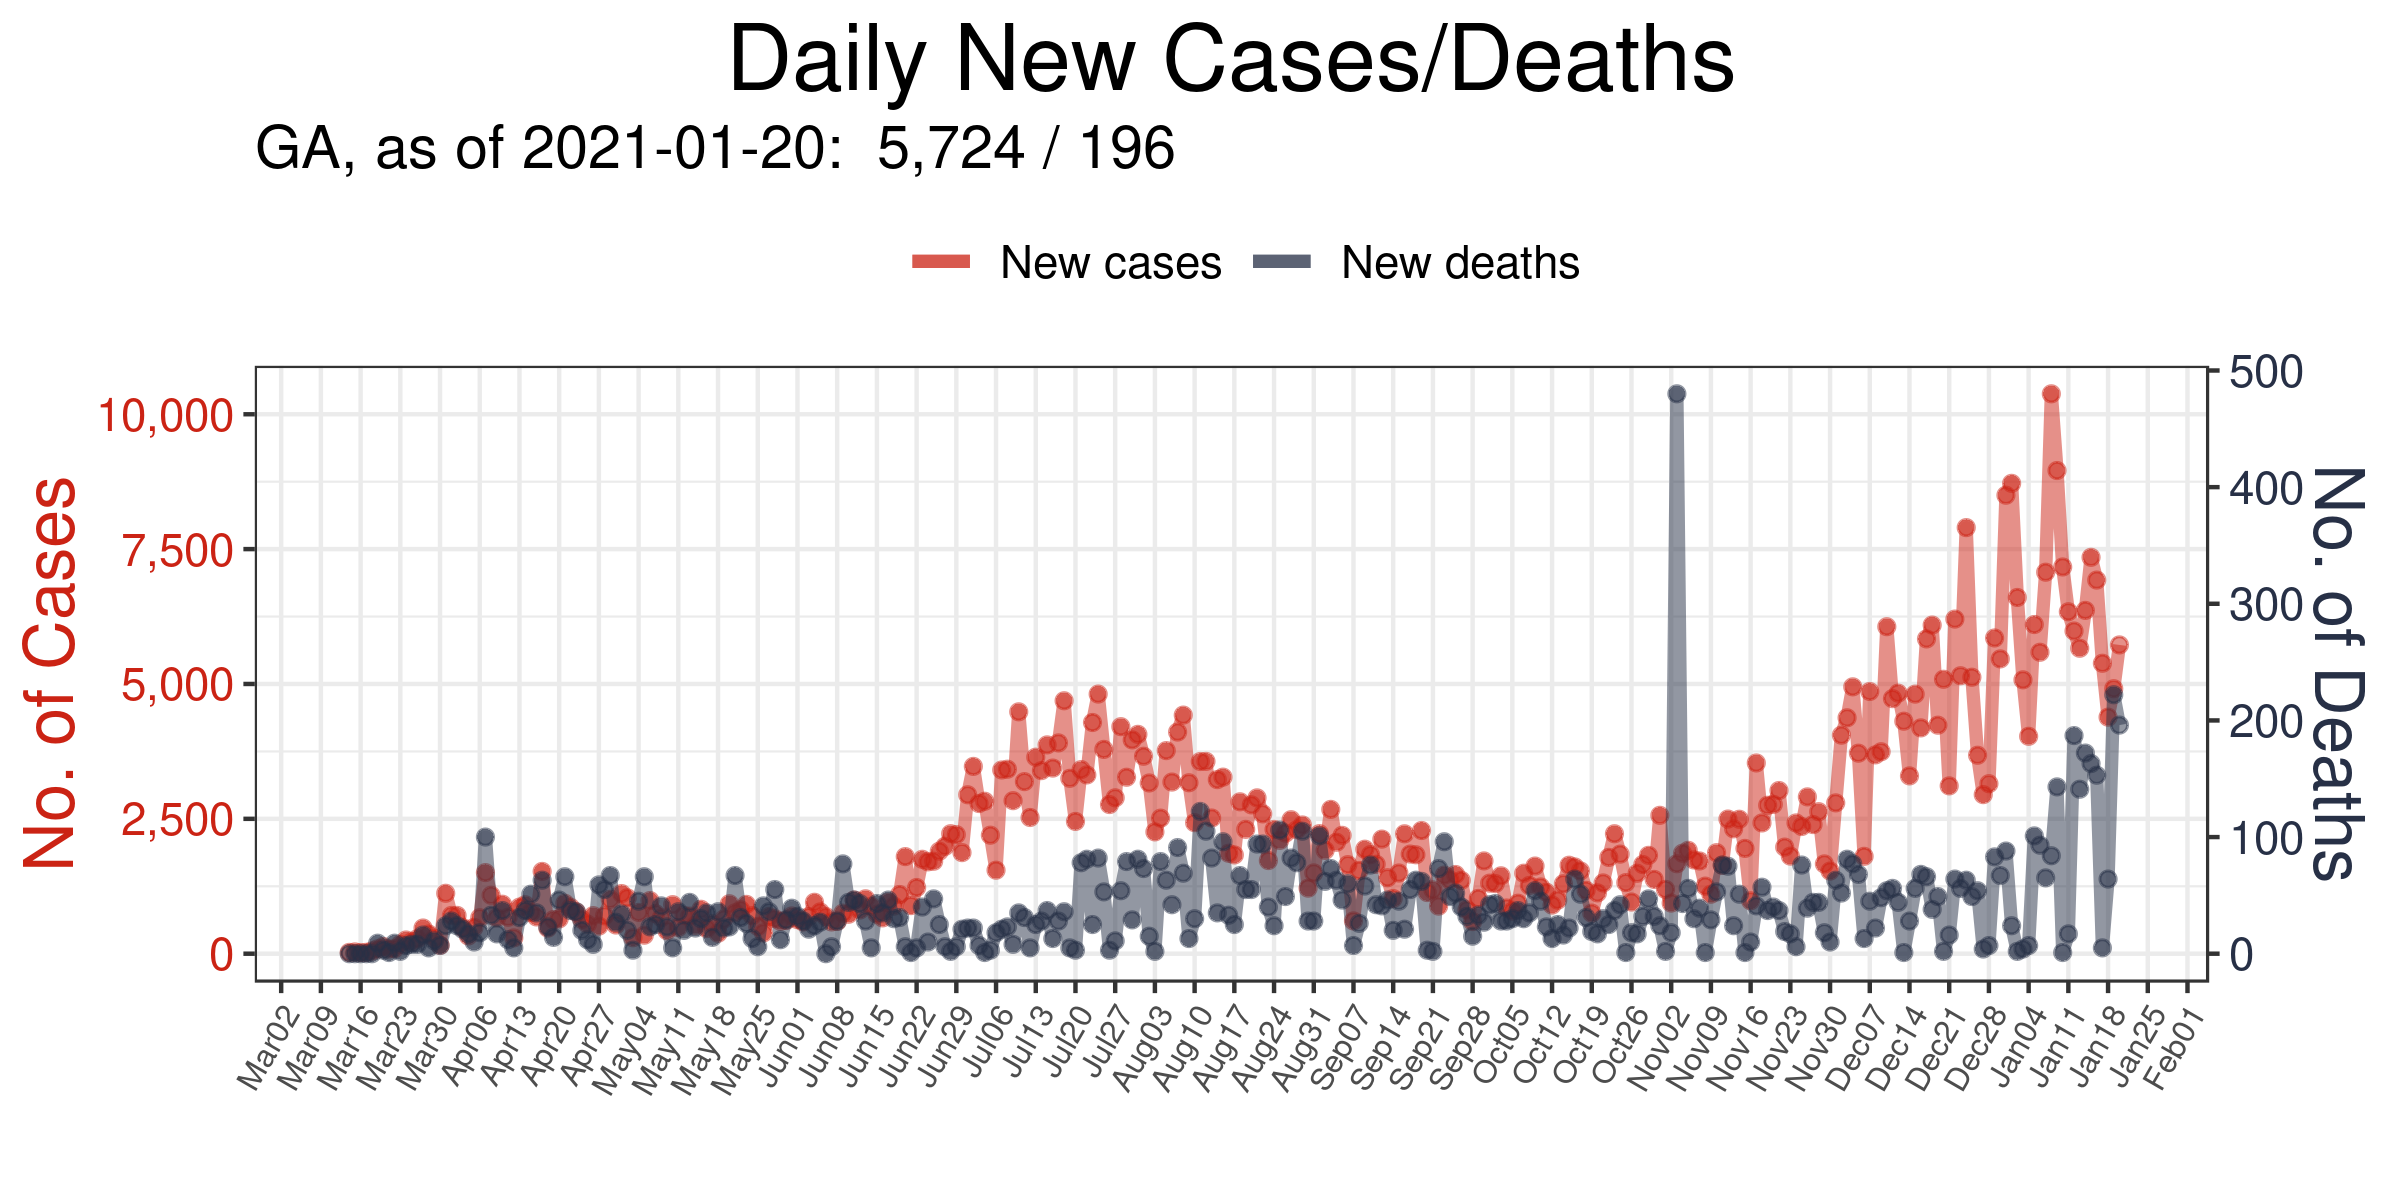 Daily New Cases/Deaths
GA, as of 2021-01-20:  5,724 / 196
New cases
New deaths
No. of Cases
10,000
7,500
5,000
2,500
0
500
400
300
200
100
0
No. of Deaths
Mar02
Mar09
Mar16
Mar23
Mar30
Apr06
Apr13
Apr20
Apr27
May04
May11
May18
May25
Jun01
Jun08
Jun15
Jun22
Jun29
Jul06
Jul13
Jul20
Jul27
Aug03
Aug10
Aug17
Aug24
Aug31
Sep07
Sep14
Sep21
Sep28
Oct05
Oct12
Oct19
Oct26
Nov02
Nov09
Nov16
Nov23
Nov30
Dec07
Dec14
Dec21
Dec28
Jan04
Jan11
Jan18
Jan25
Feb01